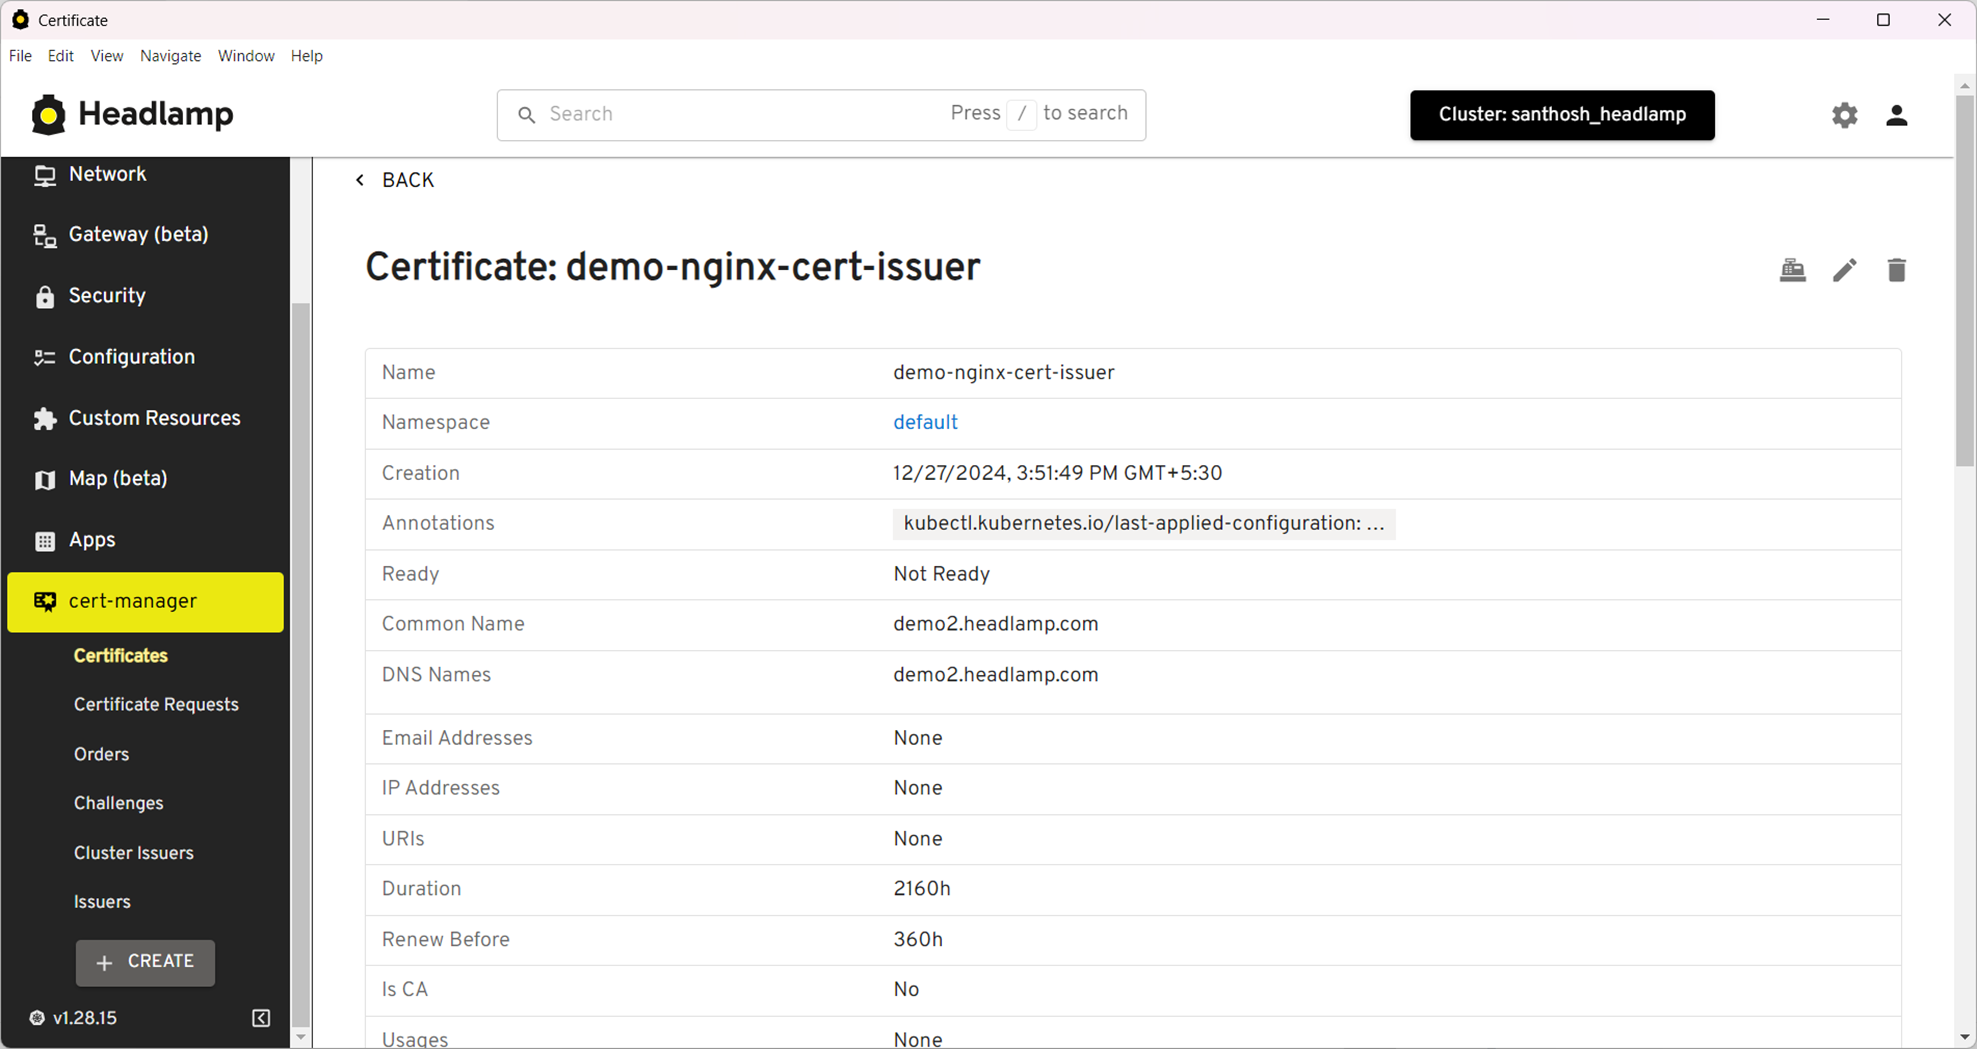 Certificate
File Edit View Navigate Window Help
Headlamp
Search Press / to search
Cluster: santhosh_headlamp
Network
Gateway (beta)
Security
Configuration
Custom Resources
Map (beta)
Apps
cert-manager
Certificates
Certificate Requests
Orders
Challenges
Cluster Issuers
Issuers
CREATE
v1.28.15
BACK
Certificate: demo-nginx-cert-issuer
Name demo-nginx-cert-issuer
Namespace default
Creation 12/27/2024, 3:51:49 PM GMT+5:30
Annotations kubectl.kubernetes.io/last-applied-configuration: …
Ready Not Ready
Common Name demo2.headlamp.com
DNS Names demo2.headlamp.com
Email Addresses None
IP Addresses None
URIs None
Duration 2160h
Renew Before 360h
Is CA No
Usages None